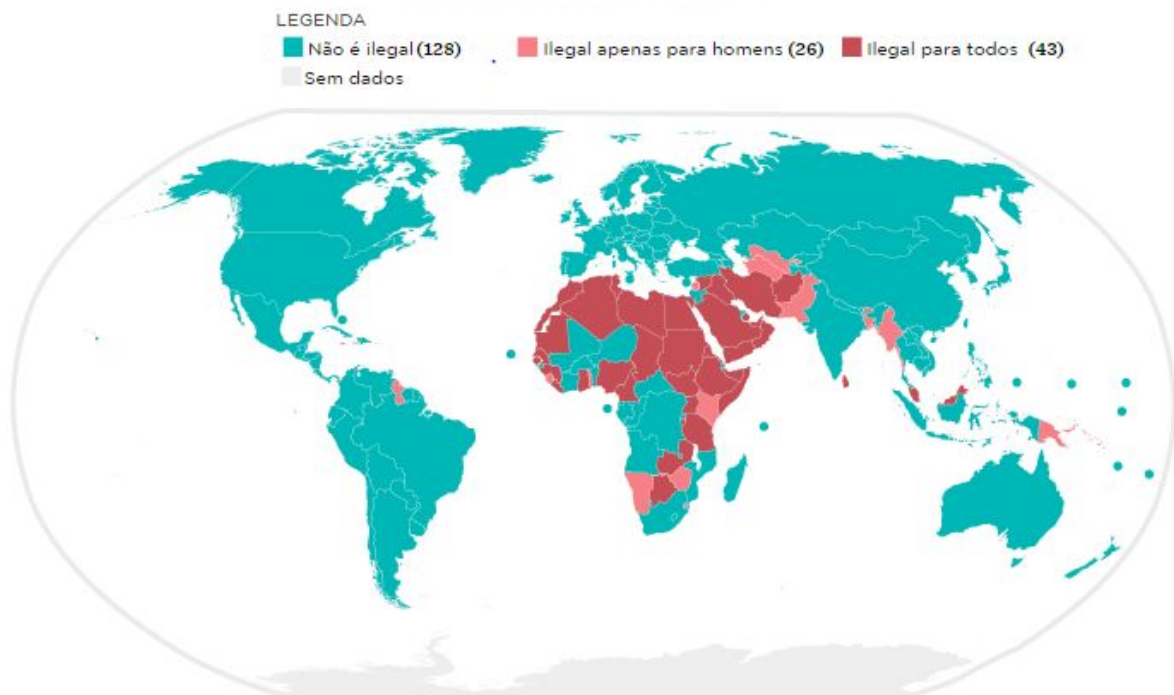 LEGENDA
Não é ilegal (128) Ilegal apenas para homens (26) Ilegal para todos (43)
Sem dados